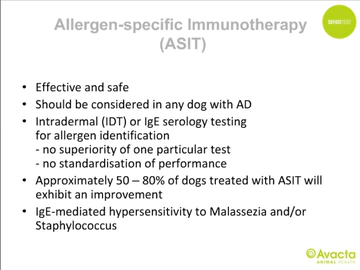 Allergen-specific Immunotherapy
(ASIT)
• Effective and safe
• Should be considered in any dog with AD
• Intradermal (IDT) or IgE serology testing
for allergen identification
- no superiority of one particular test
- no standardisation of performance
• Approximately 50 – 80% of dogs treated with ASIT will
exhibit an improvement
• IgE-mediated hypersensitivity to Malassezia and/or
Staphylococcus
Avacta
ANIMAL HEALTH